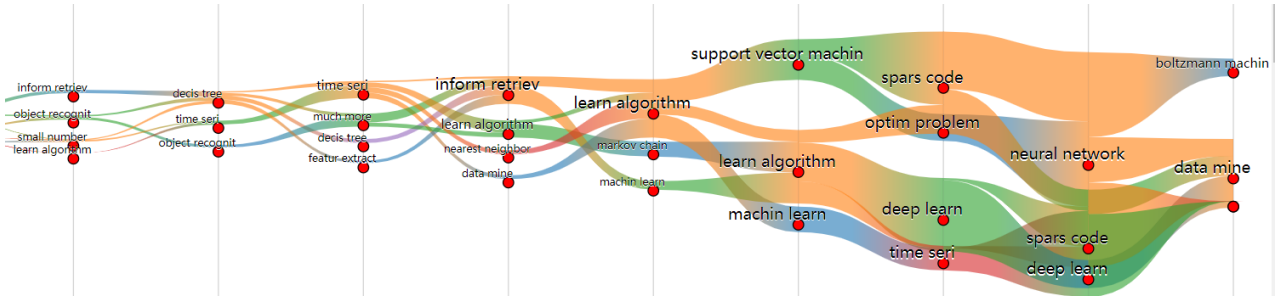 inform retriev
object recognit
small number
learn algorithm
decis tree
time seri
object recognit
time seri
much more
decis tree
featur extract
inform retriev
learn algorithm
nearest neighbor
data mine
learn algorithm
markov chain
machin learn
support vector machin
learn algorithm
machin learn
spars code
optim problem
deep learn
time seri
neural network
spars code
deep learn
boltzmann machin
data mine